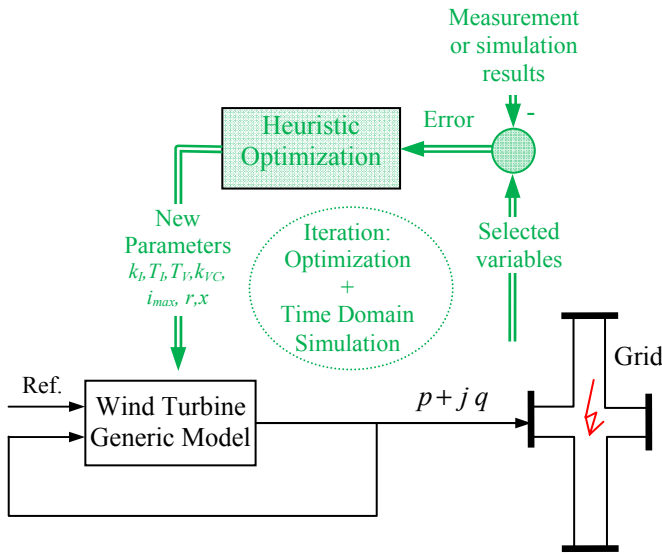 Measurement
or simulation
results
-
Error
Heuristic
Optimization
New
Parameters
k_I,T_I,T_V,k_VC,
i_max, r,x
Iteration:
Optimization
+
Time Domain
Simulation
Selected
variables
Grid
Ref.
Wind Turbine
Generic Model
p + j q